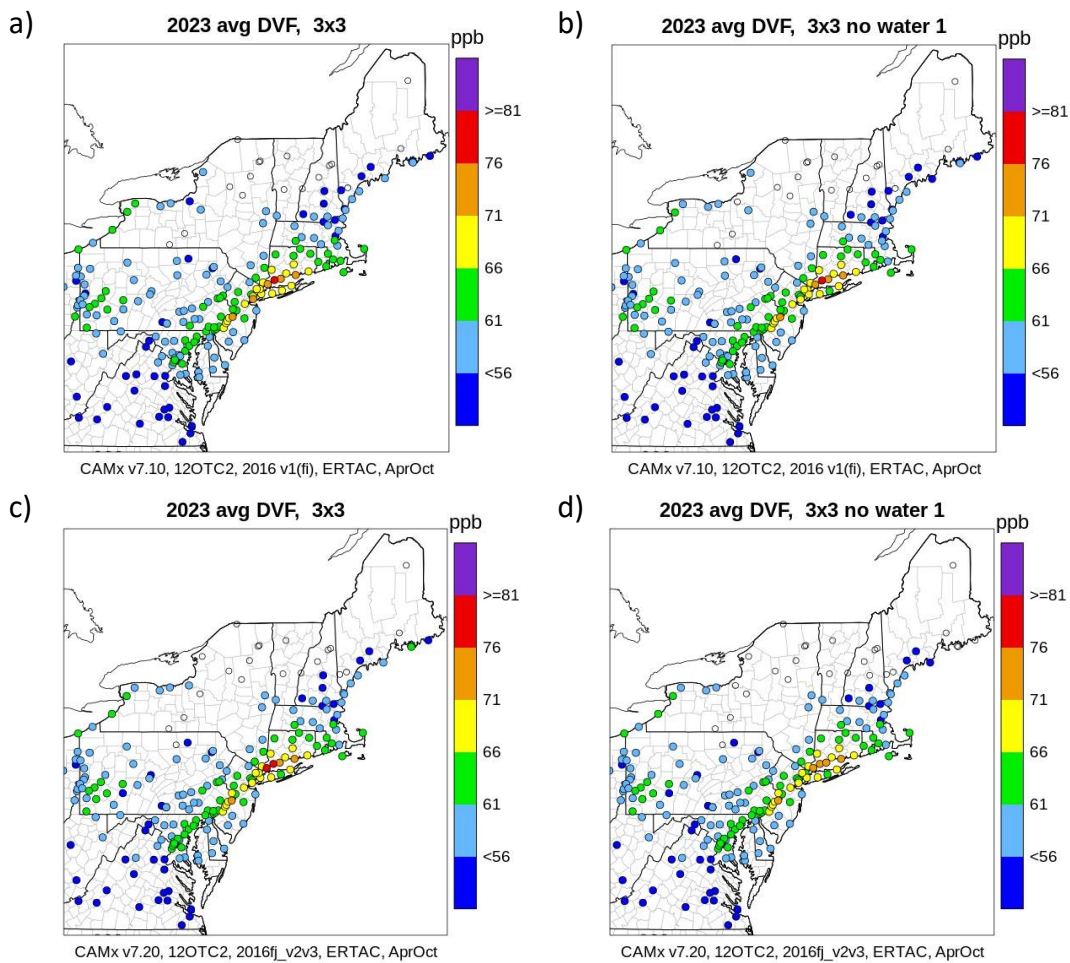 a)
2023 avg DVF, 3x3
ppb
>=81
76
71
66
61
<56
CAMx v7.10, 12OTC2, 2016 v1(fi), ERTAC, AprOct
b)
2023 avg DVF, 3x3 no water 1
ppb
>=81
76
71
66
61
<56
CAMx v7.10, 12OTC2, 2016 v1(fi), ERTAC, AprOct
c)
2023 avg DVF, 3x3
ppb
>=81
76
71
66
61
<56
CAMx v7.20, 12OTC2, 2016fj_v2v3, ERTAC, AprOct
d)
2023 avg DVF, 3x3 no water 1
ppb
>=81
76
71
66
61
<56
CAMx v7.20, 12OTC2, 2016fj_v2v3, ERTAC, AprOct